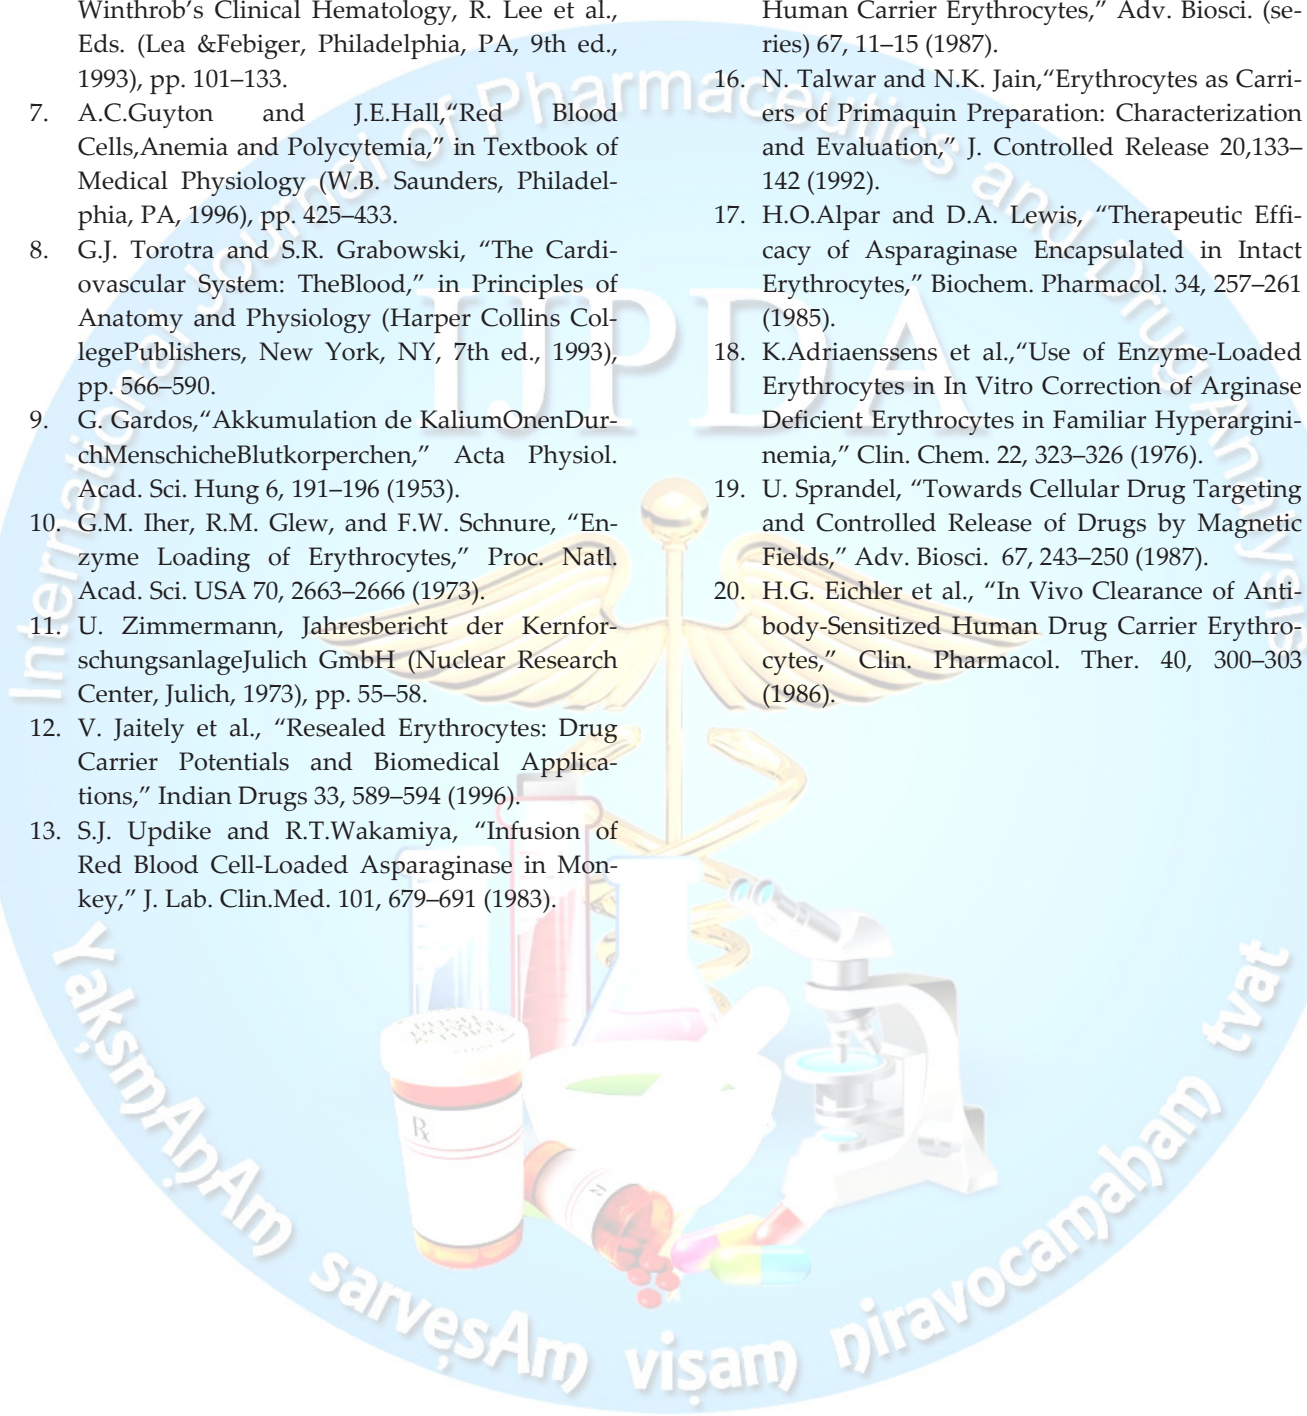 Winthrob’s Clinical Hematology, R. Lee et al.,
Eds. (Lea &Febiger, Philadelphia, PA, 9th ed.,
1993), pp. 101–133.
7. A.C.Guyton and J.E.Hall,“Red Blood
Cells,Anemia and Polycytemia,” in Textbook of
Medical Physiology (W.B. Saunders, Philadel-
phia, PA, 1996), pp. 425–433.
8. G.J. Torotra and S.R. Grabowski, “The Cardi-
ovascular System: TheBlood,” in Principles of
Anatomy and Physiology (Harper Collins Col-
legePublishers, New York, NY, 7th ed., 1993),
pp. 566–590.
9. G. Gardos,“Akkumulation de KaliumOnenDur-
chMenschicheBlutkorperchen,” Acta Physiol.
Acad. Sci. Hung 6, 191–196 (1953).
10. G.M. Iher, R.M. Glew, and F.W. Schnure, “En-
zyme Loading of Erythrocytes,” Proc. Natl.
Acad. Sci. USA 70, 2663–2666 (1973).
11. U. Zimmermann, Jahresbericht der Kernfor-
schungsanlageJulich GmbH (Nuclear Research
Center, Julich, 1973), pp. 55–58.
12. V. Jaitely et al., “Resealed Erythrocytes: Drug
Carrier Potentials and Biomedical Applica-
tions,” Indian Drugs 33, 589–594 (1996).
13. S.J. Updike and R.T.Wakamiya, “Infusion of
Red Blood Cell-Loaded Asparaginase in Mon-
key,” J. Lab. Clin.Med. 101, 679–691 (1983).
Human Carrier Erythrocytes,” Adv. Biosci. (se-
ries) 67, 11–15 (1987).
16. N. Talwar and N.K. Jain,“Erythrocytes as Carri-
ers of Primaquin Preparation: Characterization
and Evaluation,” J. Controlled Release 20,133–
142 (1992).
17. H.O.Alpar and D.A. Lewis, “Therapeutic Effi-
cacy of Asparaginase Encapsulated in Intact
Erythrocytes,” Biochem. Pharmacol. 34, 257–261
(1985).
18. K.Adriaenssens et al.,“Use of Enzyme-Loaded
Erythrocytes in In Vitro Correction of Arginase
Deficient Erythrocytes in Familiar Hyperargini-
nemia,” Clin. Chem. 22, 323–326 (1976).
19. U. Sprandel, “Towards Cellular Drug Targeting
and Controlled Release of Drugs by Magnetic
Fields,” Adv. Biosci. 67, 243–250 (1987).
20. H.G. Eichler et al., “In Vivo Clearance of Anti-
body-Sensitized Human Drug Carrier Erythro-
cytes,” Clin. Pharmacol. Ther. 40, 300–303
(1986).
International Journal of Pharmaceutics and Drug Analysis
IJPDA
Rx
YakṣmAṇAm sarveṣAm viṣam niravocamaham tvat